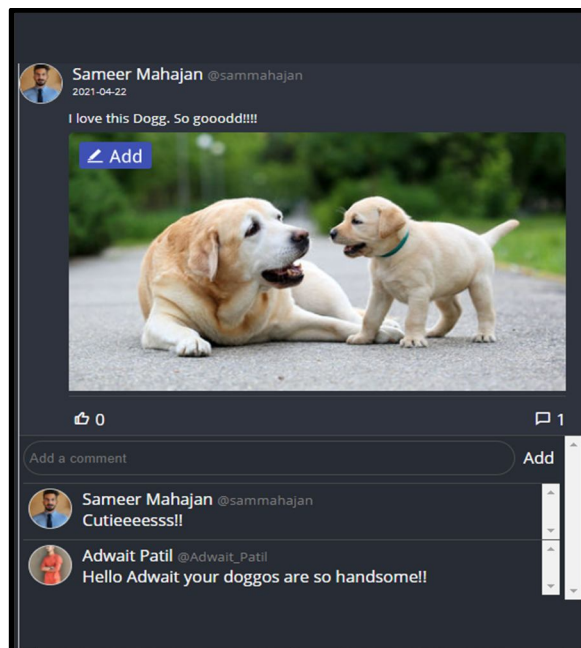 Sameer Mahajan @sammahajan
2021-04-22
I love this Dogg. So gooodd!!!!
Add
0
1
Add a comment
Add
Sameer Mahajan @sammahajan
Cutieeeesss!!
Adwait Patil @Adwait_Patil
Hello Adwait your doggos are so handsome!!